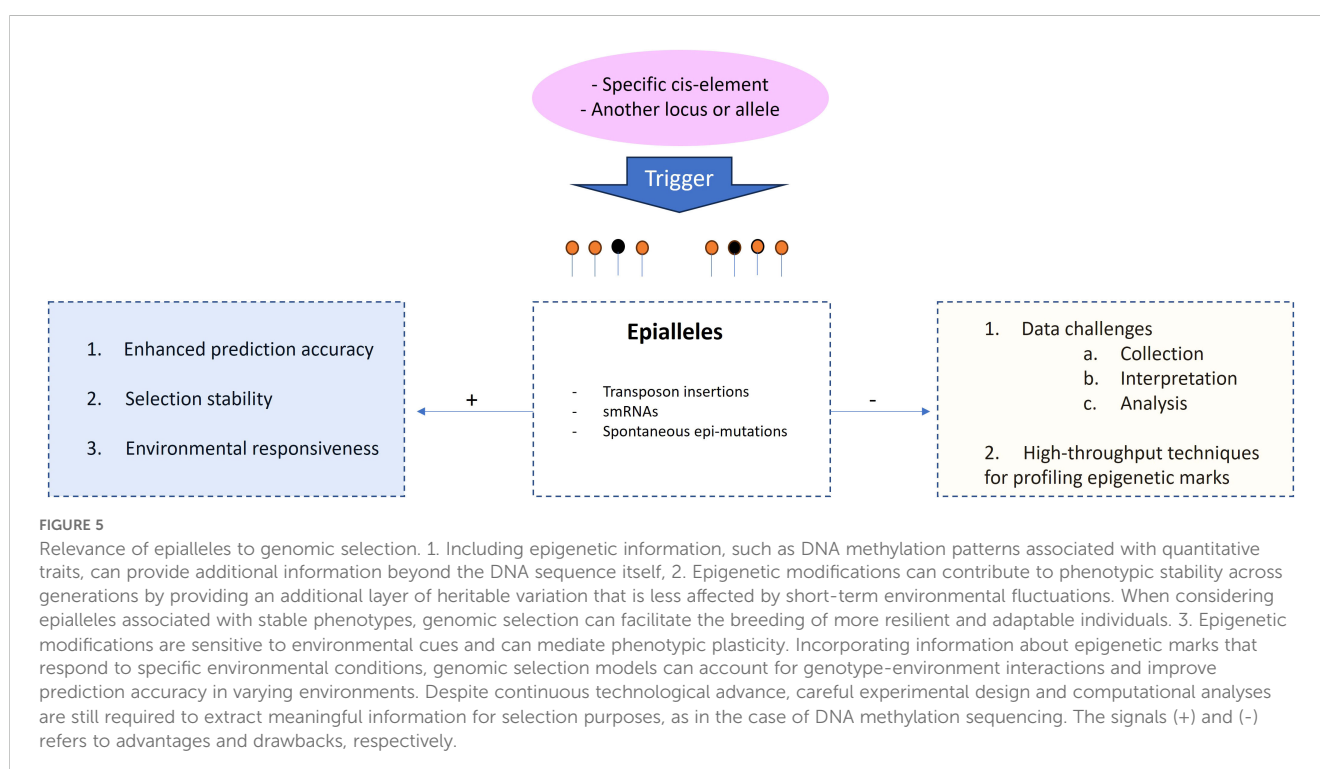 - Specific cis-element
- Another locus or allele
Trigger
1. Enhanced prediction accuracy
2. Selection stability
3. Environmental responsiveness
+
Epialleles
- Transposon insertions
- smRNAs
- Spontaneous epi-mutations
-
1. Data challenges
a. Collection
b. Interpretation
c. Analysis
2. High-throughput techniques
for profiling epigenetic marks
FIGURE 5
Relevance of epialleles to genomic selection. 1. Including epigenetic information, such as DNA methylation patterns associated with quantitative
traits, can provide additional information beyond the DNA sequence itself, 2. Epigenetic modifications can contribute to phenotypic stability across
generations by providing an additional layer of heritable variation that is less affected by short-term environmental fluctuations. When considering
epialleles associated with stable phenotypes, genomic selection can facilitate the breeding of more resilient and adaptable individuals. 3. Epigenetic
modifications are sensitive to environmental cues and can mediate phenotypic plasticity. Incorporating information about epigenetic marks that
respond to specific environmental conditions, genomic selection models can account for genotype-environment interactions and improve
prediction accuracy in varying environments. Despite continuous technological advance, careful experimental design and computational analyses
are still required to extract meaningful information for selection purposes, as in the case of DNA methylation sequencing. The signals (+) and (-)
refers to advantages and drawbacks, respectively.